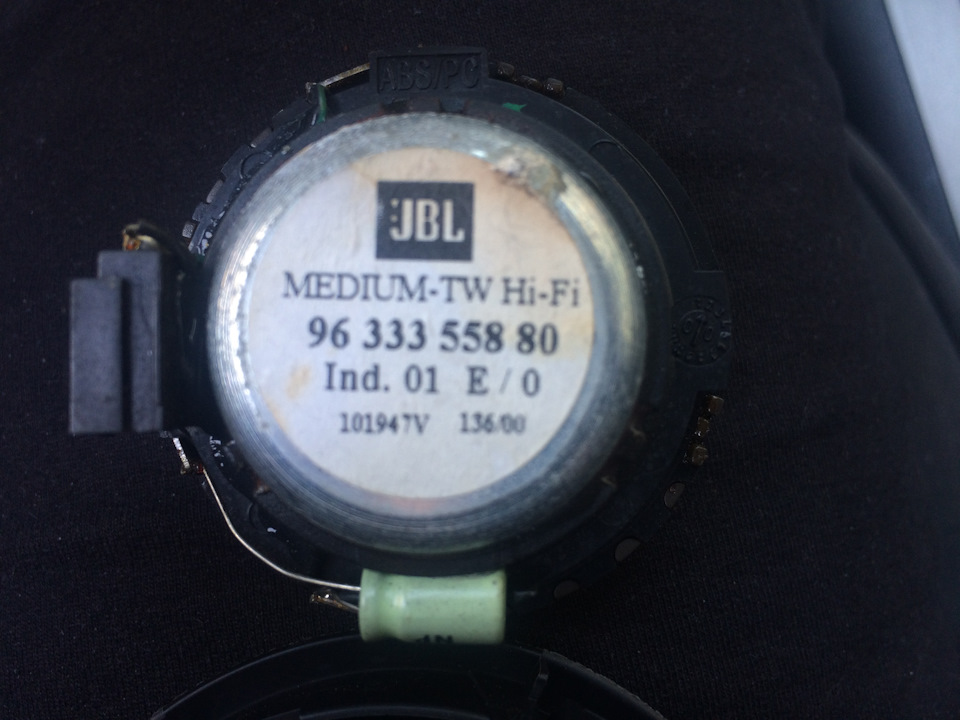 ABS/PC
JBL
MEDIUM-TW Hi-Fi
96 333 558 80
Ind. 01 E / 0
101947V 136/00